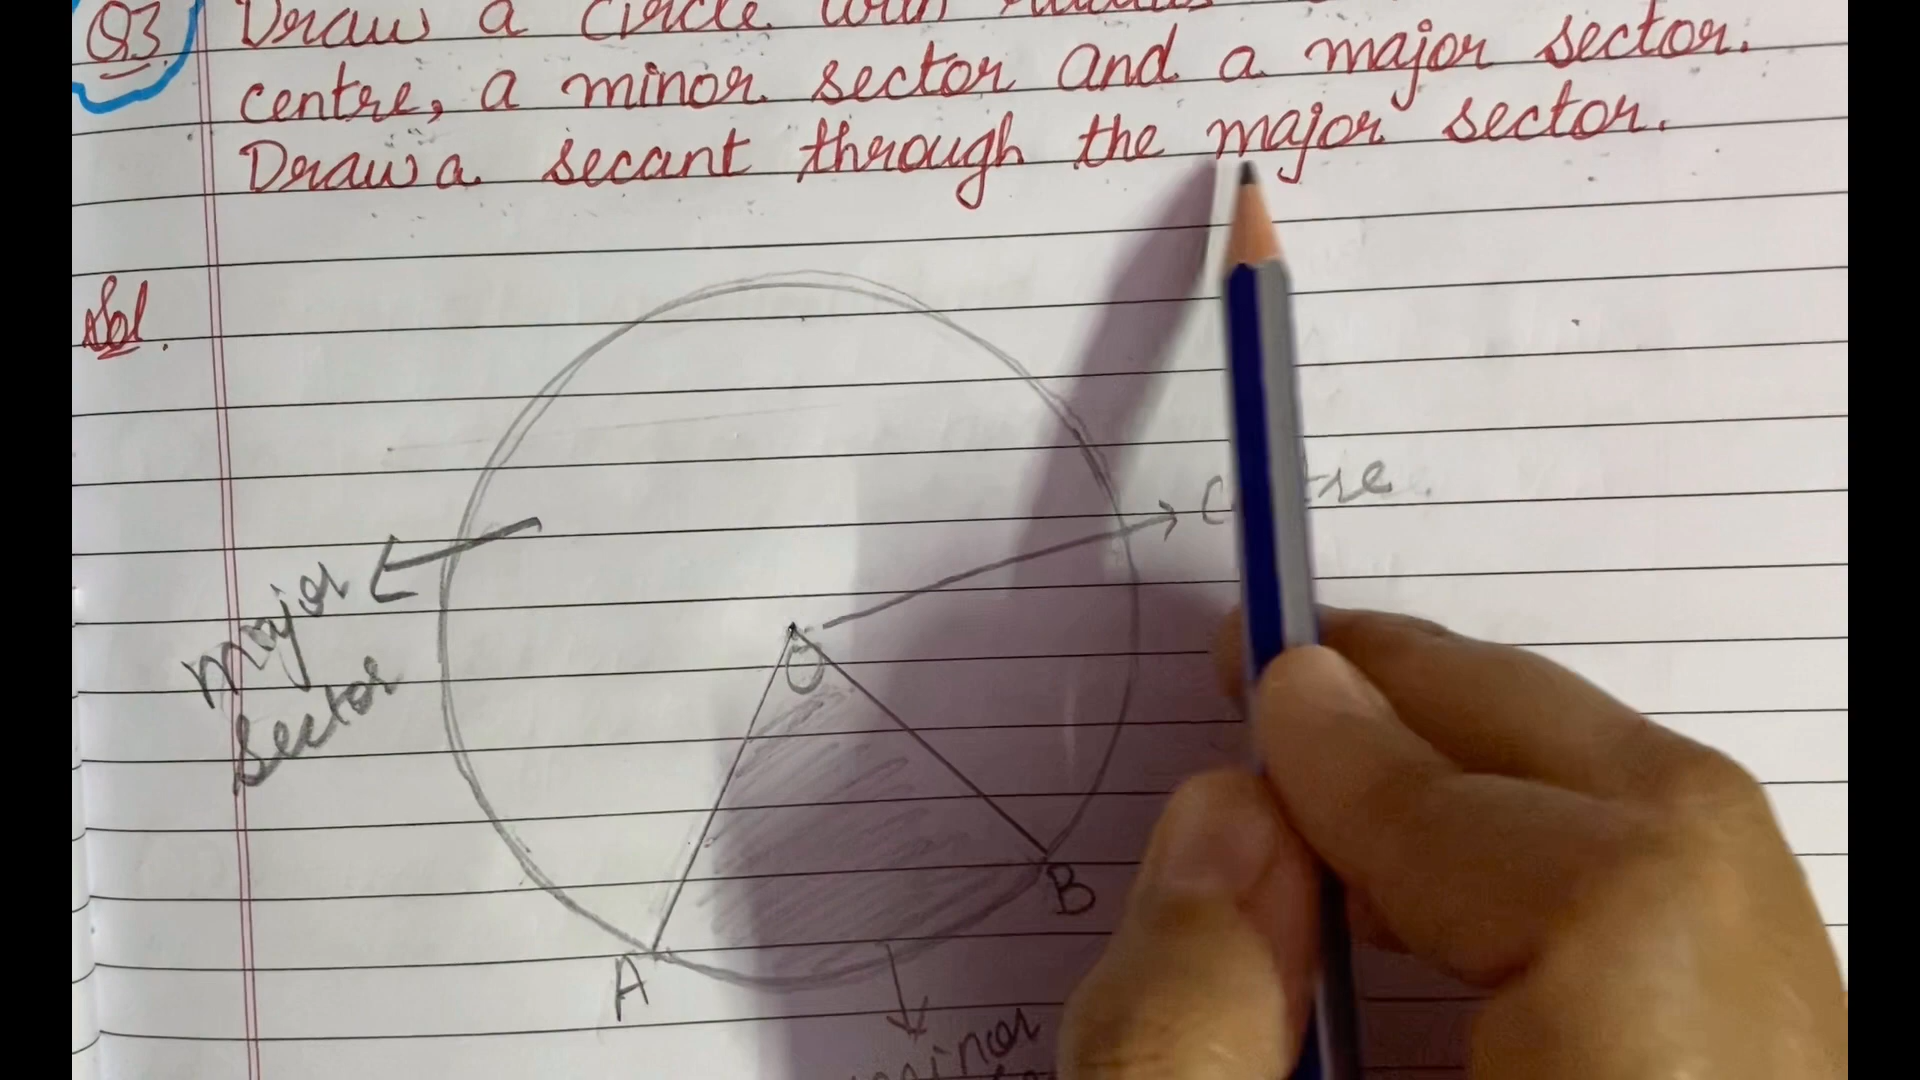 Q3 Draw a circle with radius
centre, a minor sector and a major sector.
Draw a secant through the major sector.
Sol.
centre.
major
sector
O
B
A
minor